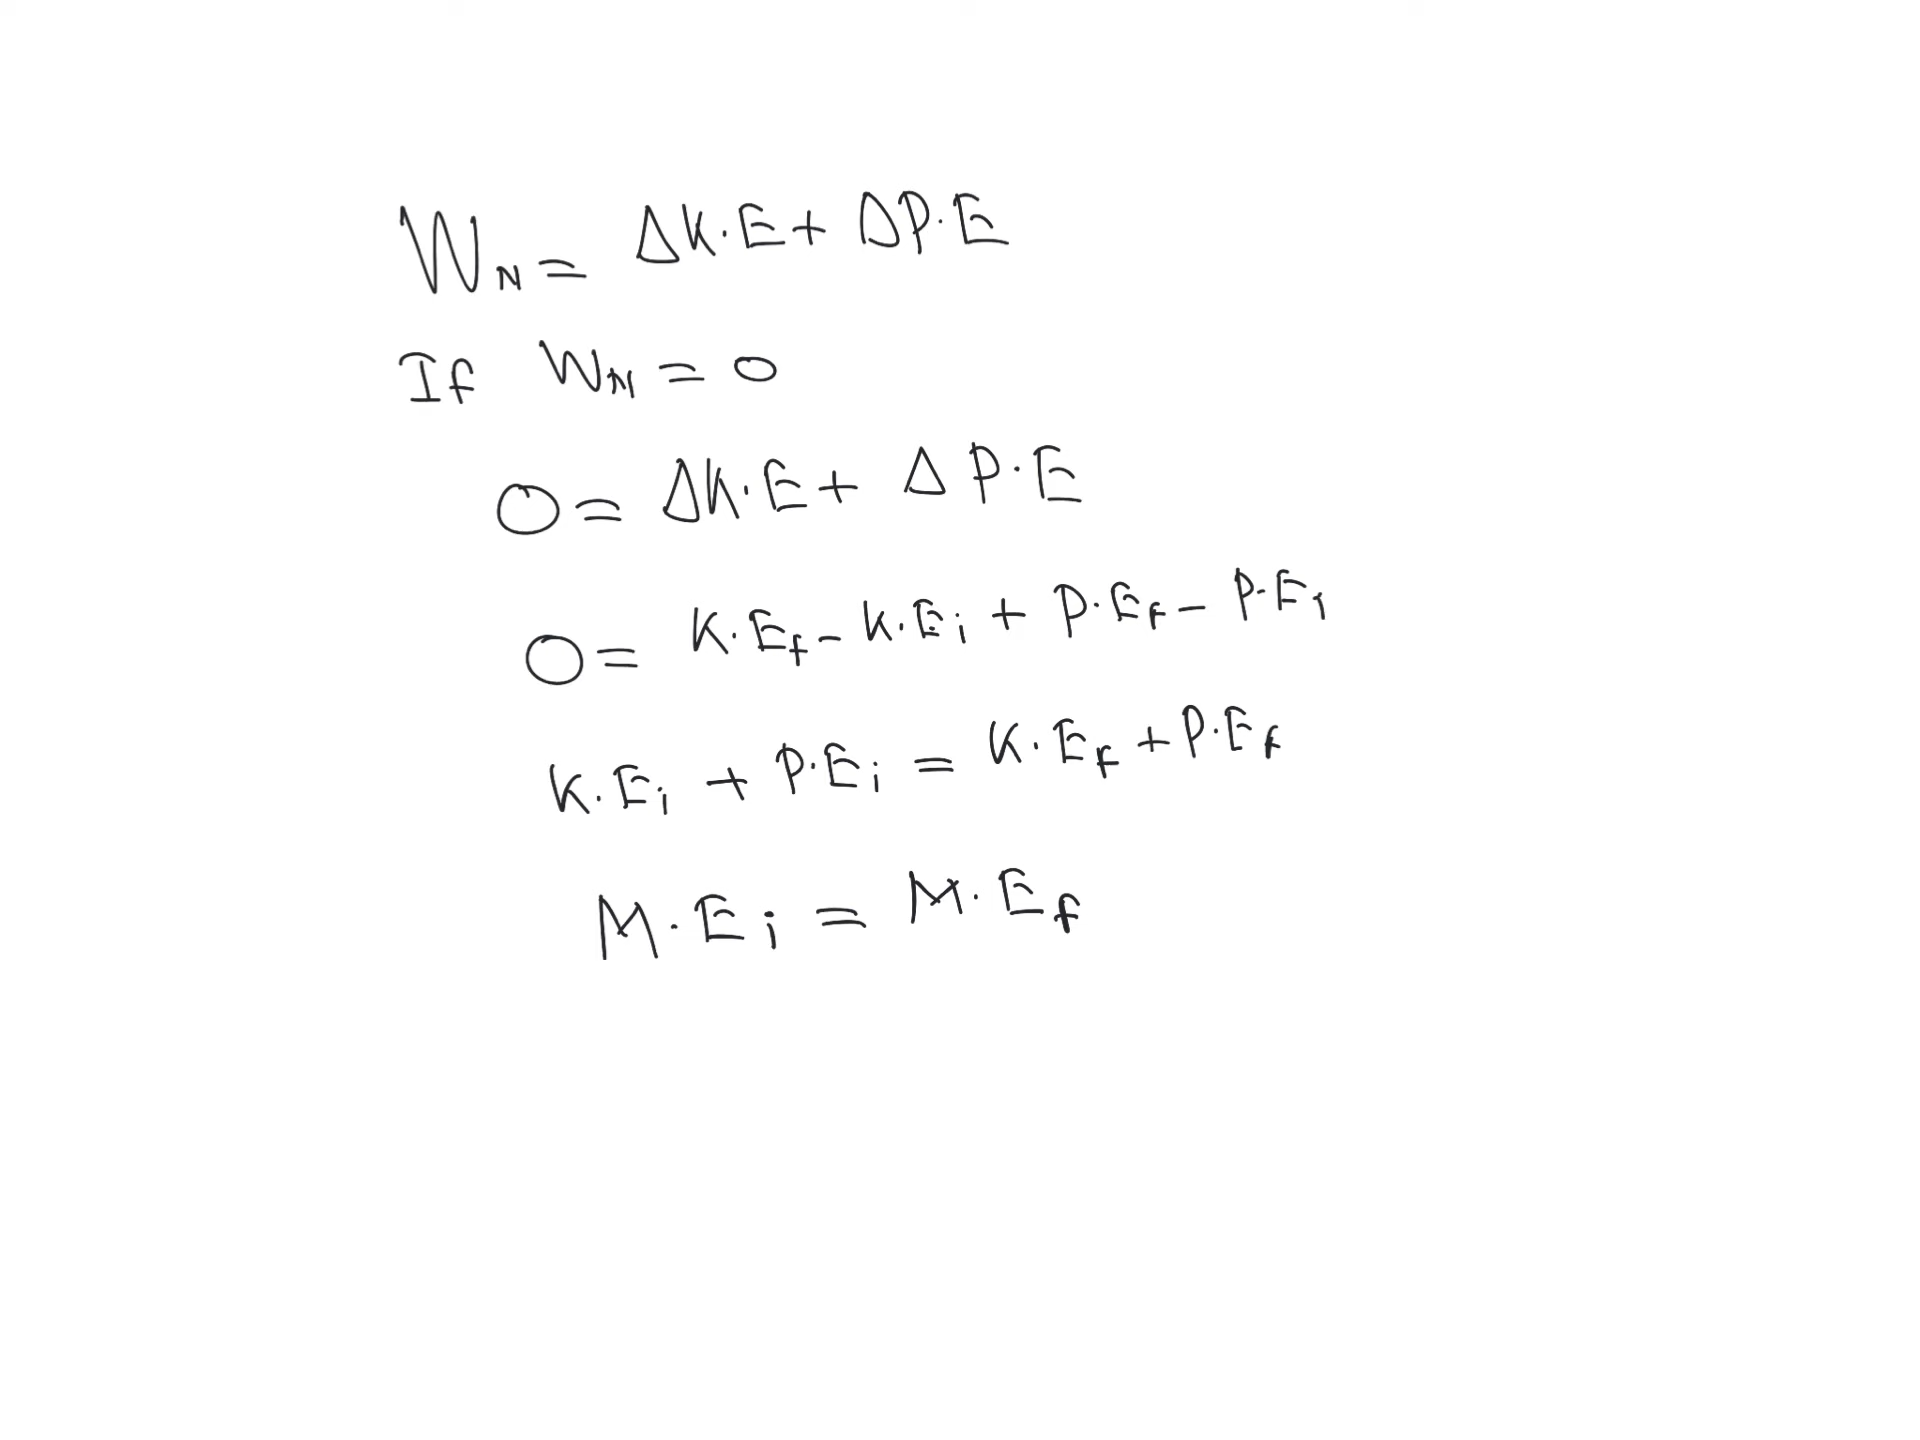 W_N = ΔK·E + ΔP·E
If W_N = 0
0 = ΔK·E + ΔP·E
0 = K·E_f - K·E_i + P·E_f - P·E_i
K·E_i + P·E_i = K·E_f + P·E_f
M·E_i = M·E_f